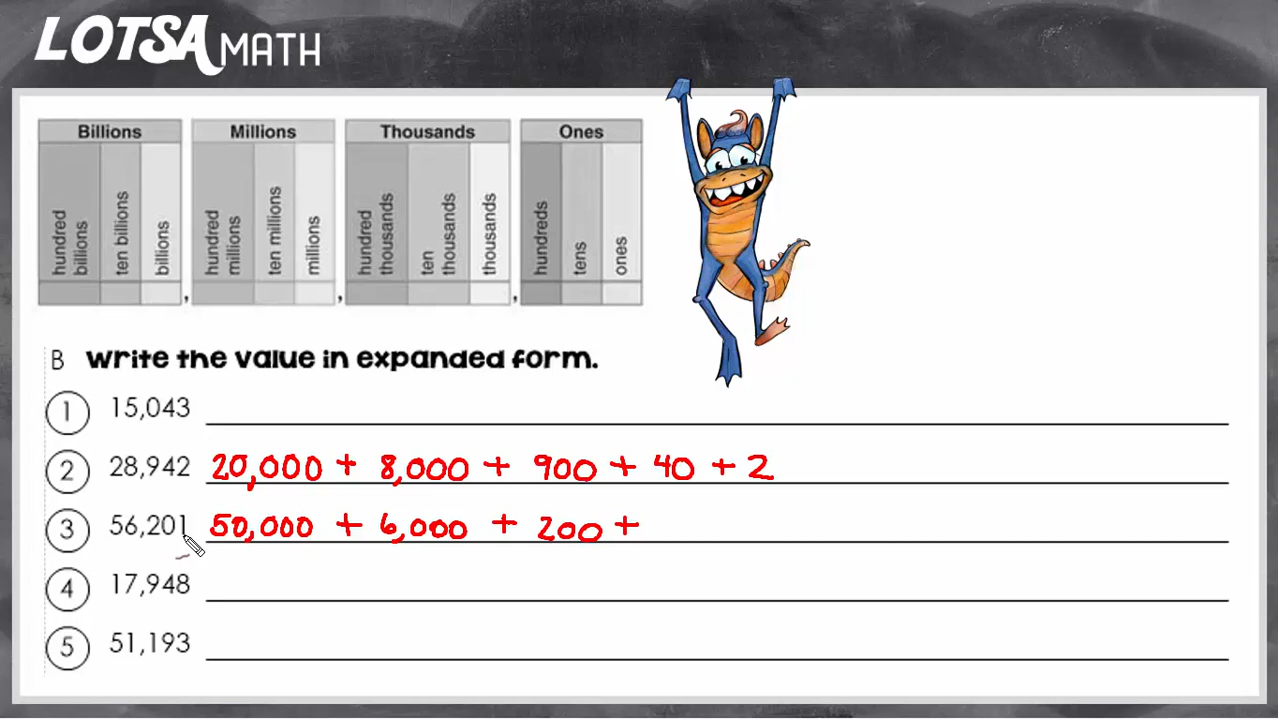 LOTSA MATH
Billions Millions Thousands Ones
hundred billions ten billions billions , hundred millions ten millions millions , hundred thousands ten thousands thousands , hundreds tens ones
B Write the value in expanded form.
1 15,043
2 28,942 20,000 + 8,000 + 900 + 40 + 2
3 56,201 50,000 + 6,000 + 200 +
4 17,948
5 51,193